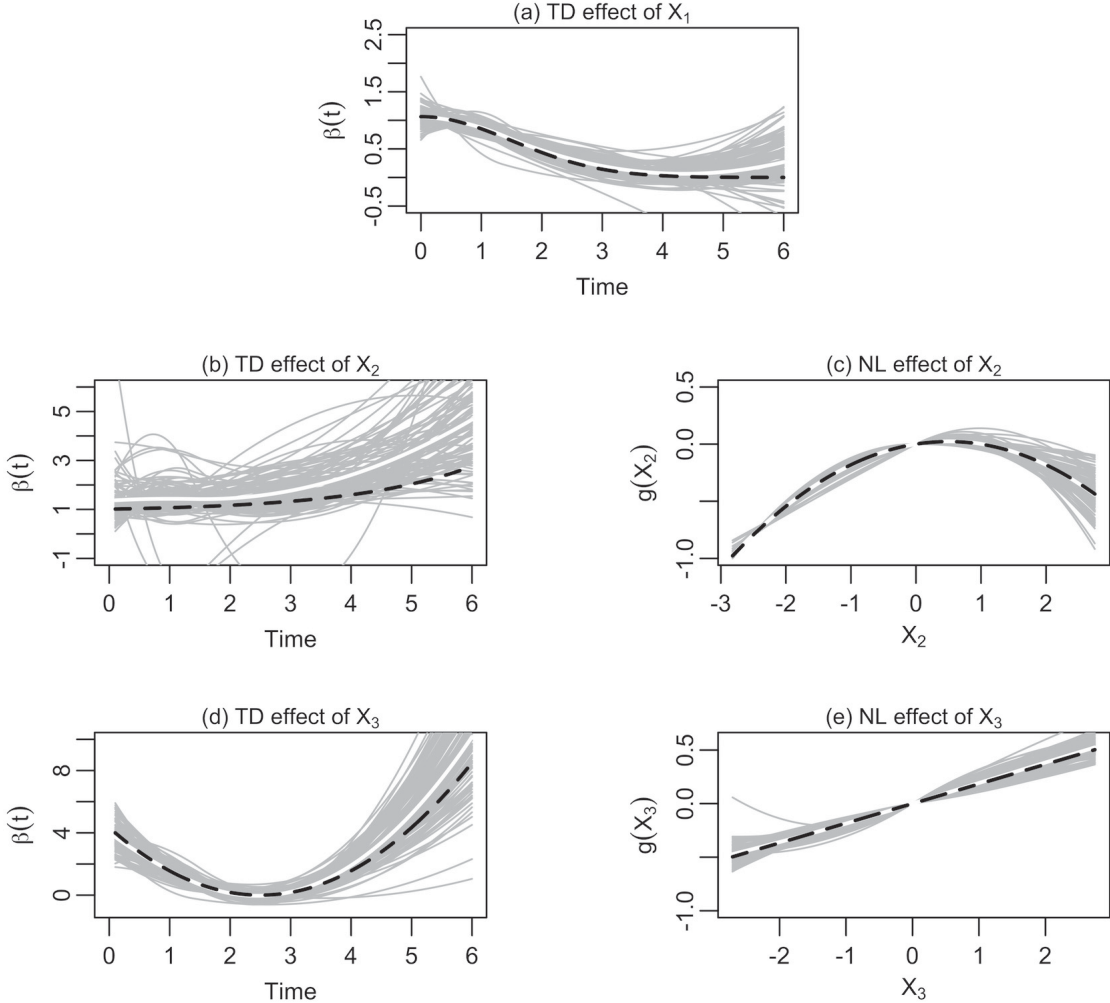 (a) TD effect of X₁
β(t)
2.5
1.5
0.5
-0.5
0 1 2 3 4 5 6
Time
(b) TD effect of X₂
β(t)
5
3
1
-1
0 1 2 3 4 5 6
Time
(c) NL effect of X₂
g(X₂)
0.5
0.0
-1.0
-3 -2 -1 0 1 2
X₂
(d) TD effect of X₃
β(t)
8
4
0
0 1 2 3 4 5 6
Time
(e) NL effect of X₃
g(X₃)
0.5
0.0
-1.0
-2 -1 0 1 2
X₃